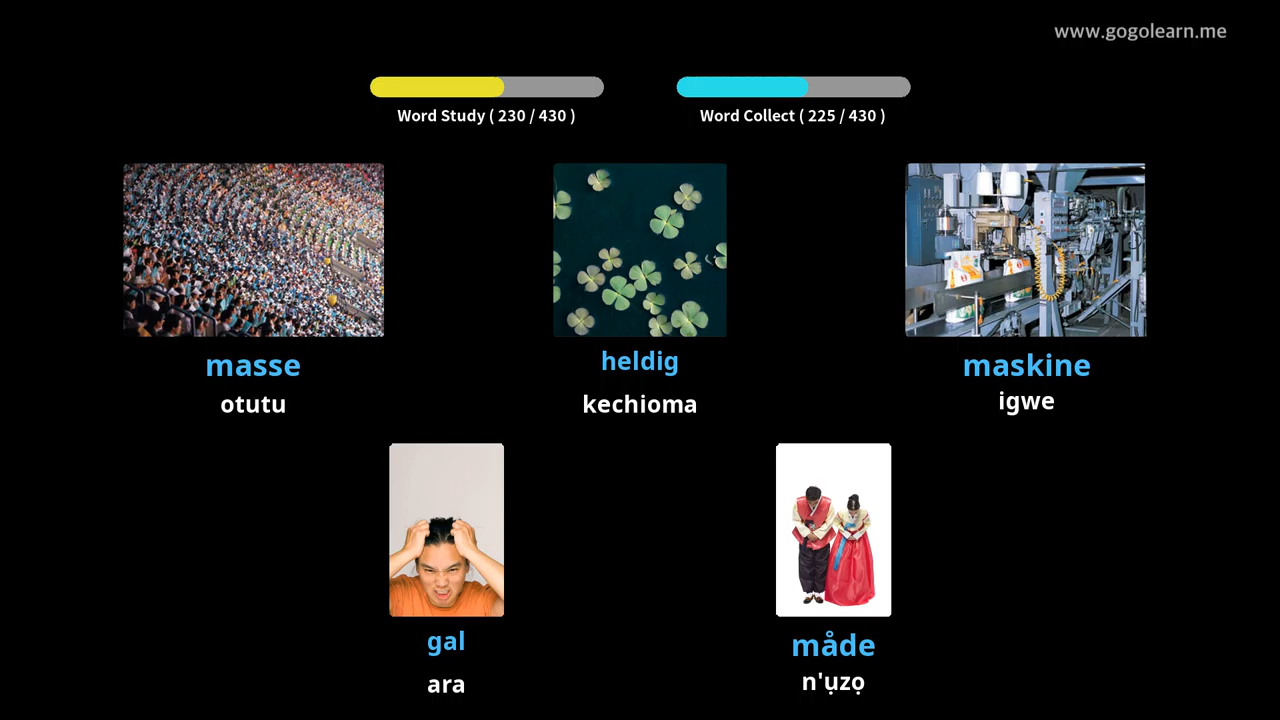 www.gogolearn.me
Word Study ( 230 / 430 )
Word Collect ( 225 / 430 )
masse
otutu
heldig
kechioma
maskine
igwe
gal
ara
måde
n'ụzọ